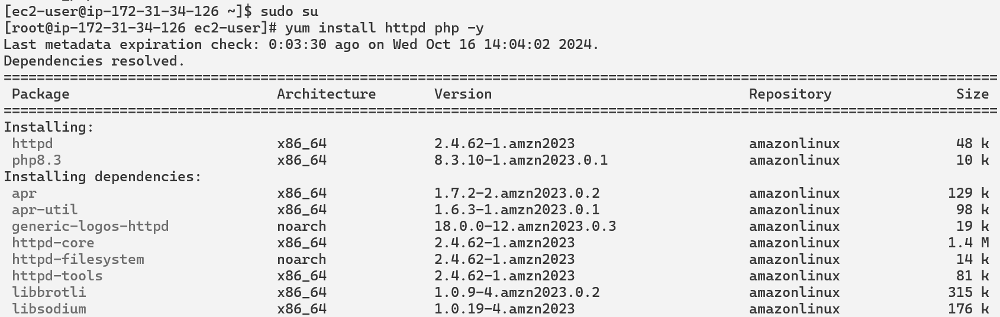 [ec2-user@ip-172-31-34-126 ~]$ sudo su
[root@ip-172-31-34-126 ec2-user]# yum install httpd php -y
Last metadata expiration check: 0:03:30 ago on Wed Oct 16 14:04:02 2024.
Dependencies resolved.
========================================================================================================================
Package Architecture Version Repository Size
========================================================================================================================
Installing:
httpd x86_64 2.4.62-1.amzn2023 amazonlinux 48 k
php8.3 x86_64 8.3.10-1.amzn2023.0.1 amazonlinux 10 k
Installing dependencies:
apr x86_64 1.7.2-2.amzn2023.0.2 amazonlinux 129 k
apr-util x86_64 1.6.3-1.amzn2023.0.1 amazonlinux 98 k
generic-logos-httpd noarch 18.0.0-12.amzn2023.0.3 amazonlinux 19 k
httpd-core x86_64 2.4.62-1.amzn2023 amazonlinux 1.4 M
httpd-filesystem noarch 2.4.62-1.amzn2023 amazonlinux 14 k
httpd-tools x86_64 2.4.62-1.amzn2023 amazonlinux 81 k
libbrotli x86_64 1.0.9-4.amzn2023.0.2 amazonlinux 315 k
libsodium x86_64 1.0.19-4.amzn2023 amazonlinux 176 k